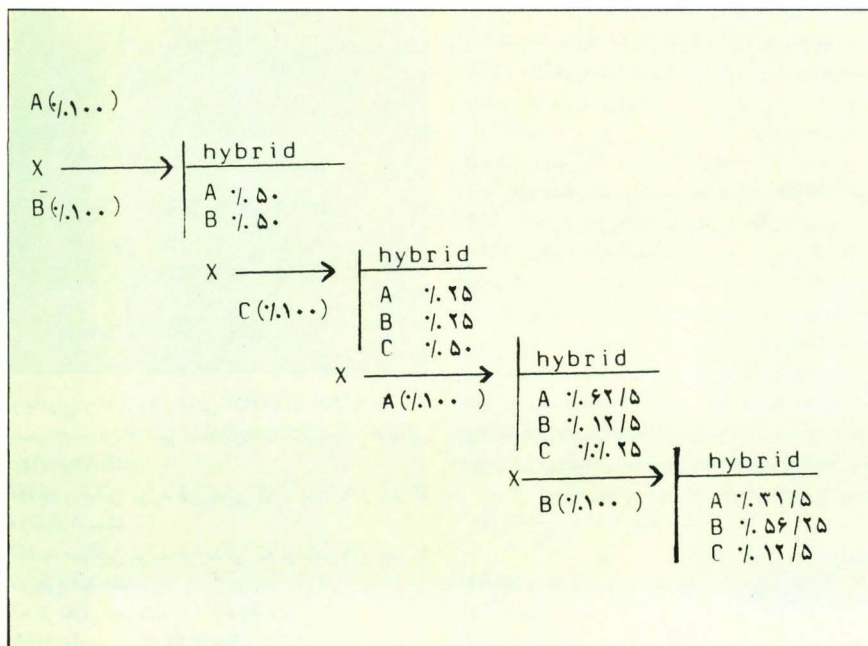 A (٪۱۰۰)
X
B (٪۱۰۰)
hybrid
A ٪۵۰
B ٪۵۰
X
C (٪۱۰۰)
hybrid
A ٪۲۵
B ٪۲۵
C ٪۵۰
X
A (٪۱۰۰)
hybrid
A ٪۶۲/۵
B ٪۱۲/۵
C ٪٪۲۵
X
B (٪۱۰۰)
hybrid
A ٪۳۱/۵
B ٪۵۶/۲۵
C ٪۱۲/۵